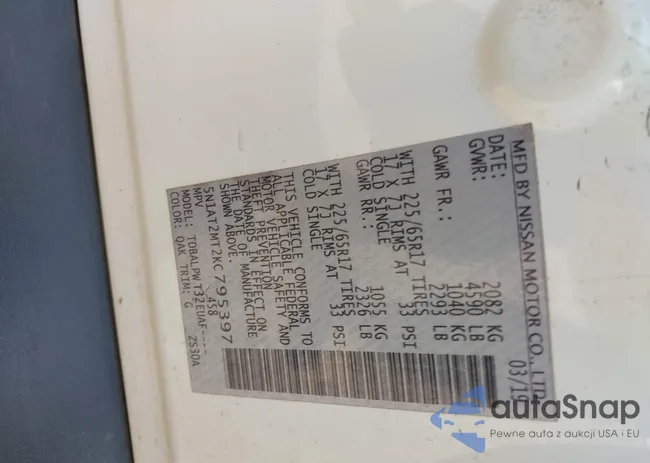 MFD BY NISSAN MOTOR CO., LTD.
DATE: 03/19
GVWR: 2082 KG
4590 LB
GAWR FR.: 1040 KG
2293 LB
WITH 225/65R17 TIRES
17 X 7J RIMS AT 33 PSI
COLD SINGLE
GAWR RR.: 1055 KG
2326 LB
WITH 225/65R17 TIRES
17 X 7J RIMS AT 33 PSI
COLD SINGLE
THIS VEHICLE CONFORMS TO
ALL APPLICABLE FEDERAL
MOTOR VEHICLE SAFETY AND
THEFT PREVENTION
STANDARDS IN EFFECT ON
THE DATE OF MANUFACTURE
SHOWN ABOVE.
5N1AT2MT2KC795397
MPV 458
MODEL: TDBALPWT32EUAF----
COLOR: QAK TRIM: G ZS30A
autoSnap
Pewne auta z aukcji USA i EU